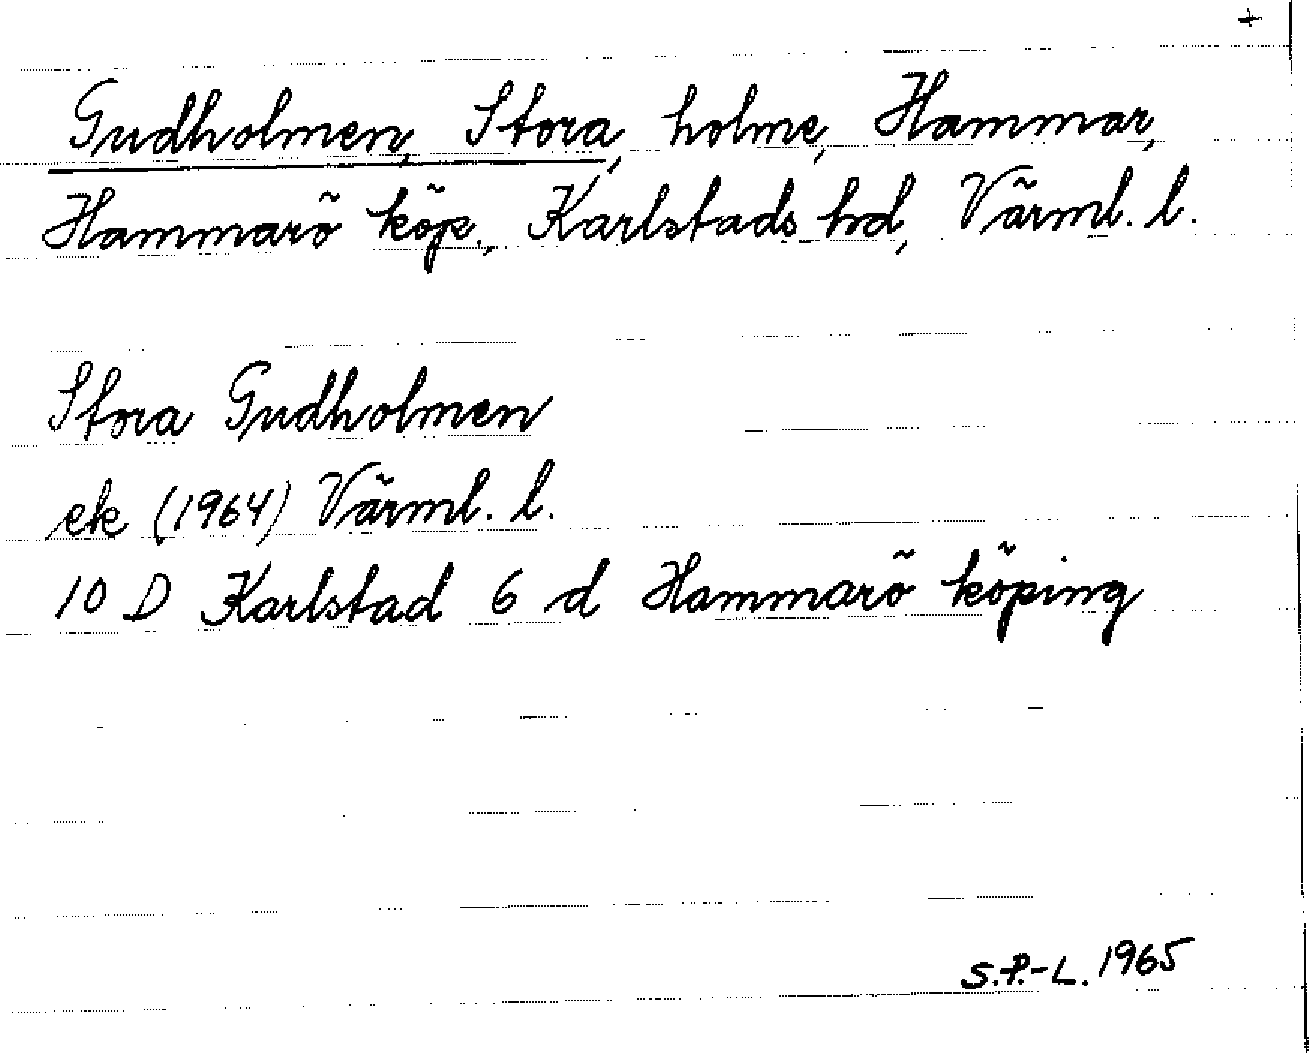 +
Gudholmen, Stora, holme, Hammar,
Hammarö köp., Karlstads hd, Värml. l.
Stora Gudholmen
ek (1964) Värml. l.
10 D Karlstad 6 d Hammarö köping
S.P.-L. 1965